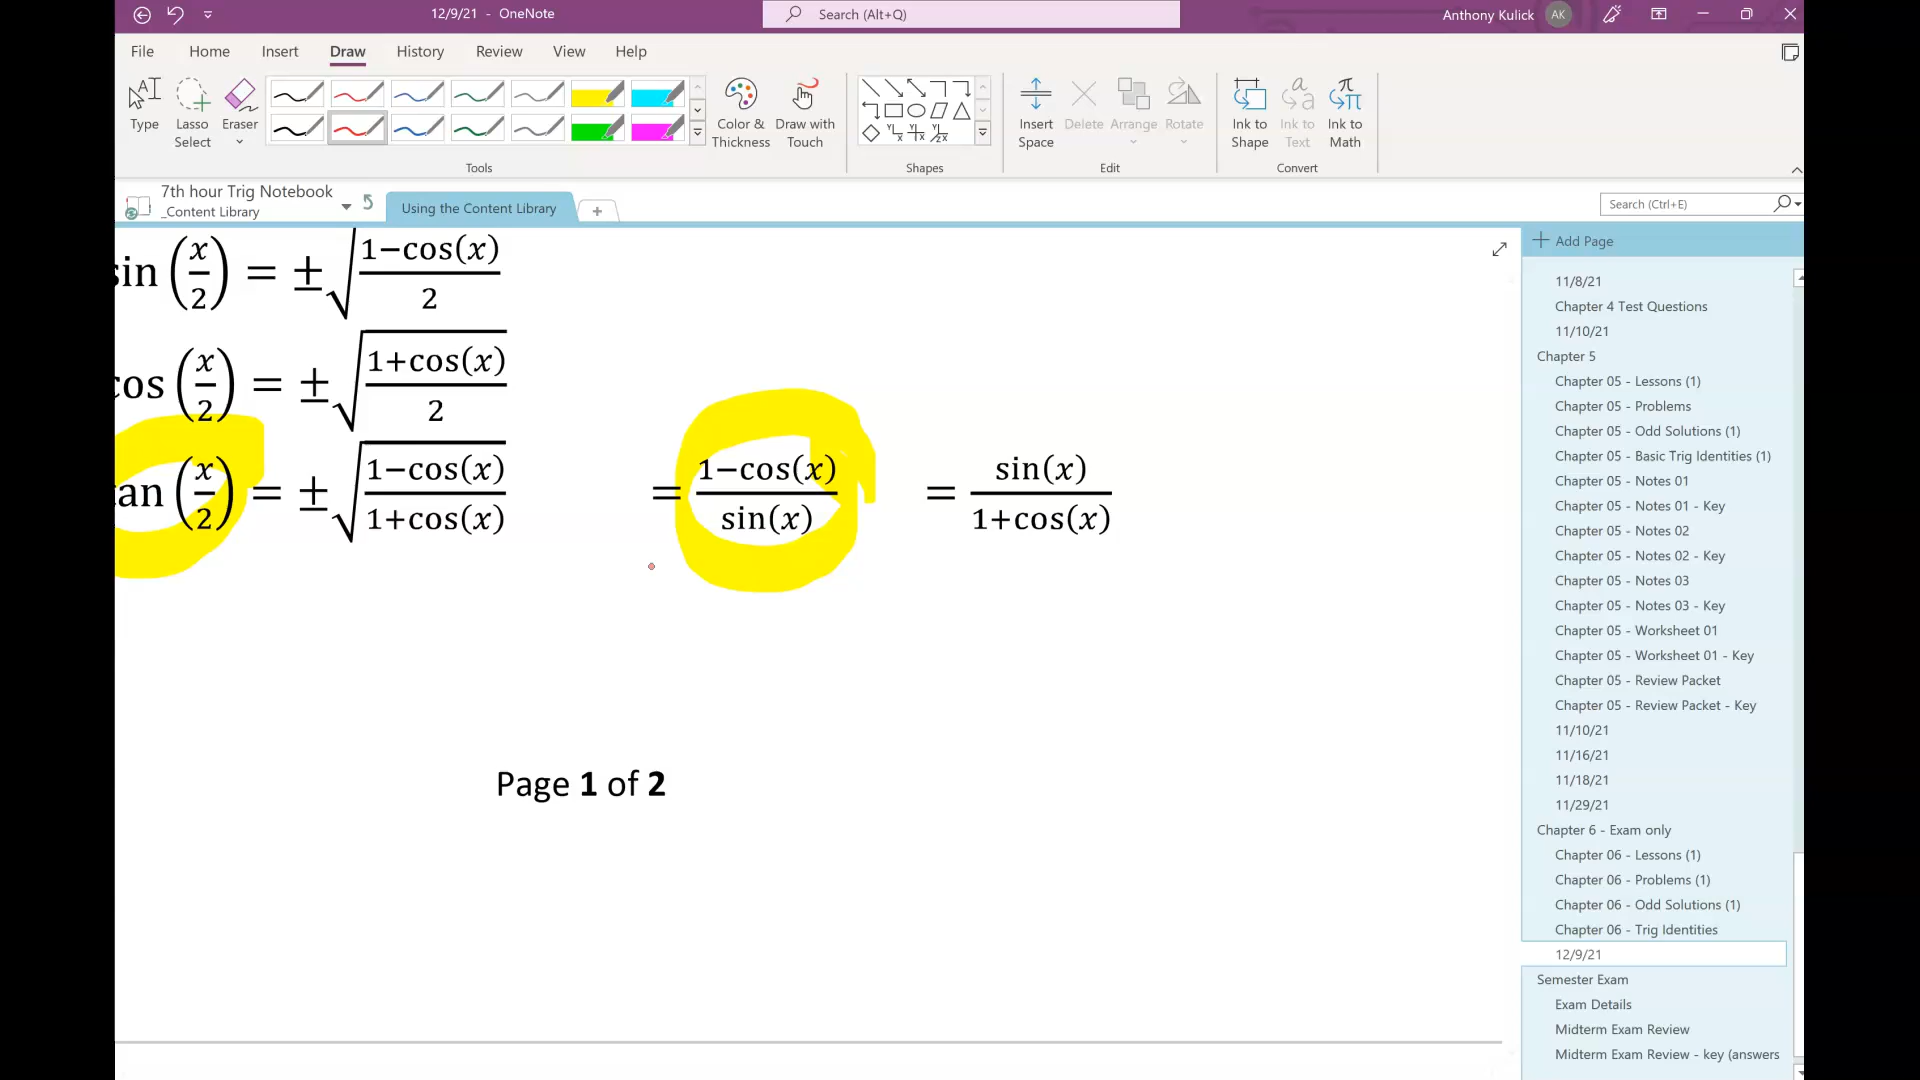 12/9/21 - OneNote
Search (Alt+Q)
Anthony Kulick
AK
File Home Insert Draw History Review View Help
Type
Lasso Select
Eraser
Color & Thickness
Draw with Touch
Insert Space
Delete
Arrange
Rotate
Ink to Shape
Ink to Text
Ink to Math
Tools
Shapes
Edit
Convert
7th hour Trig Notebook
_Content Library
Using the Content Library
Search (Ctrl+E)
Add Page
sin(x/2) = ±√((1−cos(x))/2)
cos(x/2) = ±√((1+cos(x))/2)
tan(x/2) = ±√((1−cos(x))/(1+cos(x))) = (1−cos(x))/sin(x) = sin(x)/(1+cos(x))
Page 1 of 2
11/8/21
Chapter 4 Test Questions
11/10/21
Chapter 5
Chapter 05 - Lessons (1)
Chapter 05 - Problems
Chapter 05 - Odd Solutions (1)
Chapter 05 - Basic Trig Identities (1)
Chapter 05 - Notes 01
Chapter 05 - Notes 01 - Key
Chapter 05 - Notes 02
Chapter 05 - Notes 02 - Key
Chapter 05 - Notes 03
Chapter 05 - Notes 03 - Key
Chapter 05 - Worksheet 01
Chapter 05 - Worksheet 01 - Key
Chapter 05 - Review Packet
Chapter 05 - Review Packet - Key
11/10/21
11/16/21
11/18/21
11/29/21
Chapter 6 - Exam only
Chapter 06 - Lessons (1)
Chapter 06 - Problems (1)
Chapter 06 - Odd Solutions (1)
Chapter 06 - Trig Identities
12/9/21
Semester Exam
Exam Details
Midterm Exam Review
Midterm Exam Review - key (answers